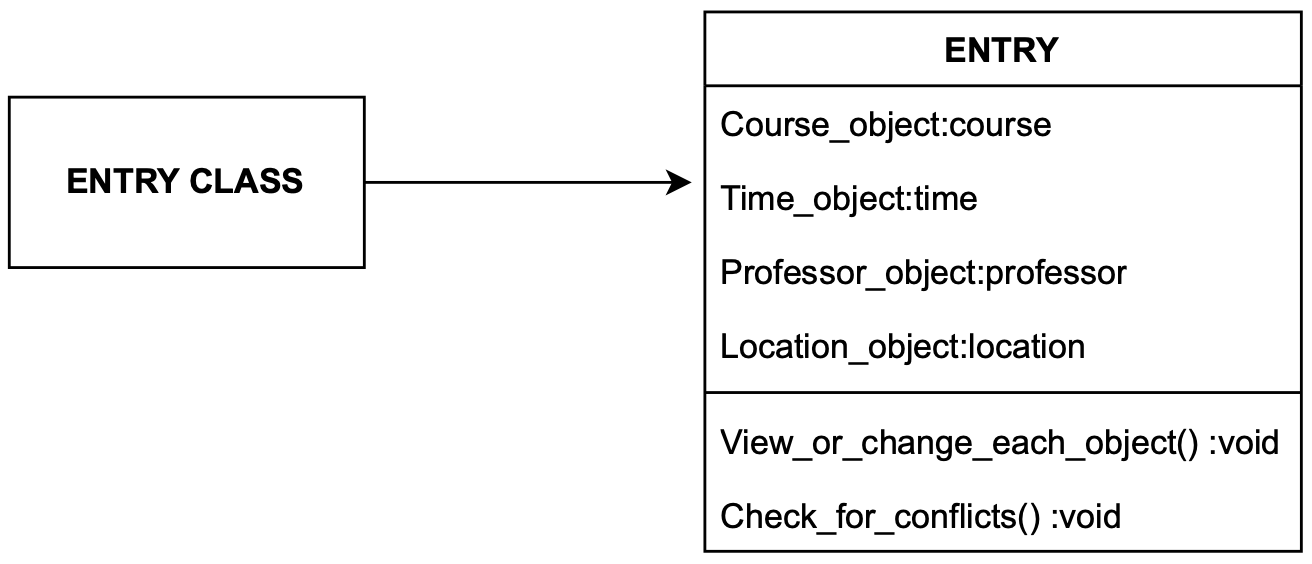 ENTRY CLASS
ENTRY
Course_object:course
Time_object:time
Professor_object:professor
Location_object:location
View_or_change_each_object() :void
Check_for_conflicts() :void